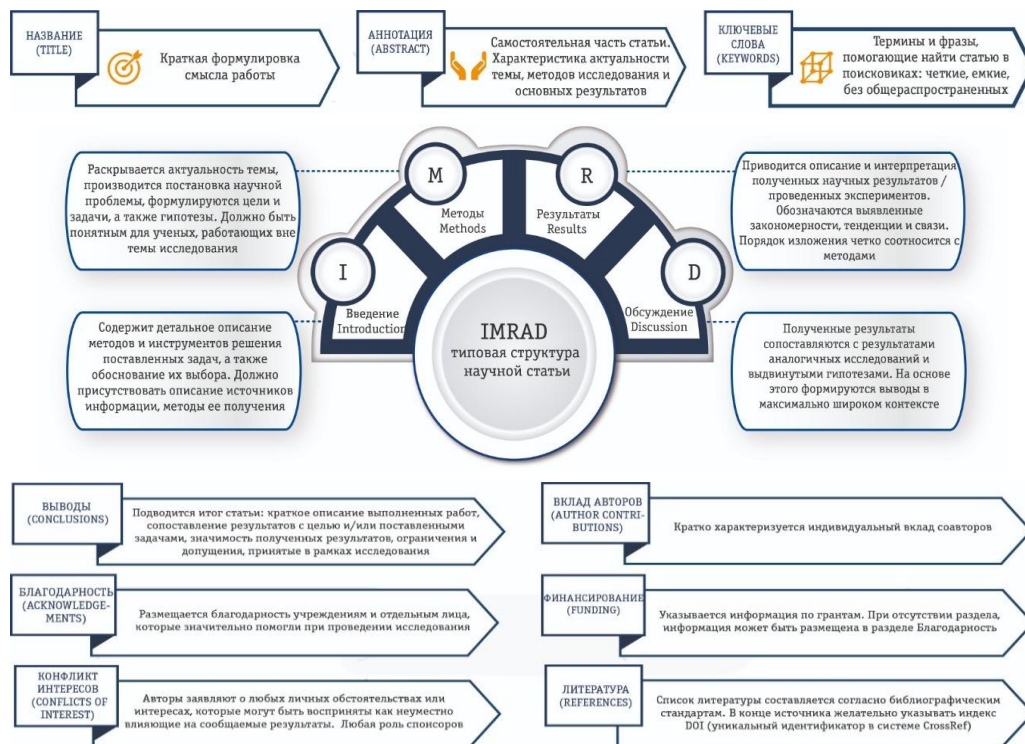 НАЗВАНИЕ
(TITLE)
Краткая формулировка
смысла работы
АННОТАЦИЯ
(ABSTRACT)
Самостоятельная часть статьи.
Характеристика актуальности
темы, методов исследования и
основных результатов
КЛЮЧЕВЫЕ
СЛОВА
(KEYWORDS)
Термины и фразы,
помогающие найти статью в
поисковиках: четкие, емкие,
без общераспространенных
Раскрывается актуальность темы,
производится постановка научной
проблемы, формулируются цели и
задачи, а также гипотезы. Должно быть
понятным для ученых, работающих вне
темы исследования
M
Методы
Methods
R
Результаты
Results
Приводится описание и интерпретация
полученных научных результатов /
проведенных экспериментов.
Обозначаются выявленные
закономерности, тенденции и связи.
Порядок изложения четко соотносится с
методами
I
Введение
Introduction
D
Обсуждение
Discussion
IMRAD
типовая структура
научной статьи
Содержит детальное описание
методов и инструментов решения
поставленных задач, а также
обоснование их выбора. Должно
присутствовать описание источников
информации, методы ее получения
Полученные результаты
сопоставляются с результатами
аналогичных исследований и
выдвинутыми гипотезами. На основе
этого формируются выводы в
максимально широком контексте
ВЫВОДЫ
(CONCLUSIONS)
Подводится итог статьи: краткое описание выполненных работ,
сопоставление результатов с целью и/или поставленными
задачами, значимость полученных результатов, ограничения и
допущения, принятые в рамках исследования
ВКЛАД АВТОРОВ
(AUTHOR CONTRI-
BUTIONS)
Кратко характеризуется индивидуальный вклад соавторов
БЛАГОДАРНОСТЬ
(ACKNOWLEDGE-
MENTS)
Размещается благодарность учреждениям и отдельным лица,
которые значительно помогли при проведении исследования
ФИНАНСИРОВАНИЕ
(FUNDING)
Указывается информация по грантам. При отсутствии раздела,
информация может быть размещена в разделе Благодарность
КОНФЛИКТ
ИНТЕРЕСОВ
(CONFLICTS OF
INTEREST)
Авторы заявляют о любых личных обстоятельствах или
интересах, которые могут быть восприняты как неуместно
влияющие на сообщаемые результаты. Любая роль спонсоров
ЛИТЕРАТУРА
(REFERENCES)
Список литературы составляется согласно библиографическим
стандартам. В конце источника желательно указывать индекс
DOI (уникальный идентификатор в системе CrossRef)